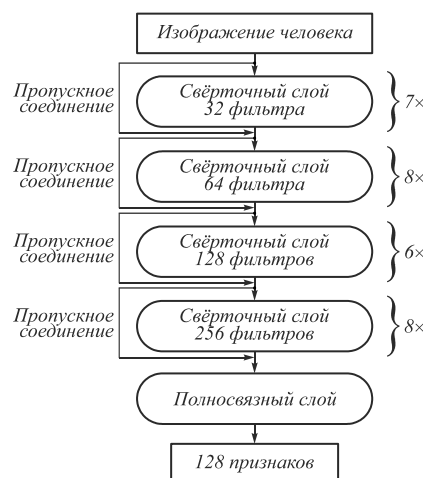 Изображение человека
Пропускное
соединение
Свёрточный слой
32 фильтра
7×
Пропускное
соединение
Свёрточный слой
64 фильтра
8×
Пропускное
соединение
Свёрточный слой
128 фильтров
6×
Пропускное
соединение
Свёрточный слой
256 фильтров
8×
Полносвязный слой
128 признаков